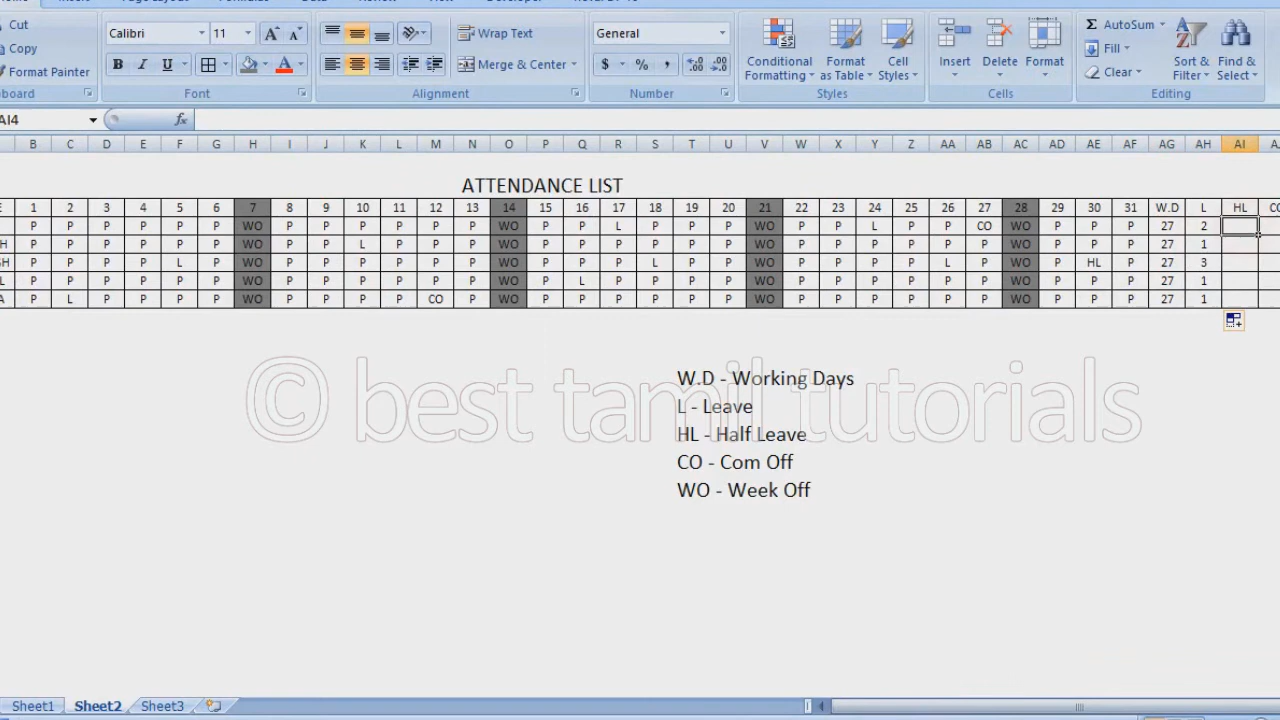 Cut
Copy
Format Painter
Calibri 11
B I U
Wrap Text
Merge & Center
General
$ % ,
Conditional Formatting
Format as Table
Cell Styles
Insert
Delete
Format
Σ AutoSum
Fill
Clear
Sort & Filter
Find & Select
Font
Alignment
Number
Styles
Cells
Editing
AI4
fx
B C D E F G H I J K L M N O P Q R S T U V W X Y Z AA AB AC AD AE AF AG AH AI
ATTENDANCE LIST
1 2 3 4 5 6 7 8 9 10 11 12 13 14 15 16 17 18 19 20 21 22 23 24 25 26 27 28 29 30 31 W.D L HL
P P P P P P WO P P P P P P WO P P L P P P WO P P L P P CO WO P P P 27 2
P P P P P P WO P P L P P P WO P P P P P P WO P P P P P P WO P P P 27 1
P P P P L P WO P P P P P P WO P P P L P P WO P P P P L P WO P HL P 27 3
P P P P P P WO P P P P P P WO P L P P P P WO P P P P P P WO P P P 27 1
P L P P P P WO P P P P CO P WO P P P P P P WO P P P P P P WO P P P 27 1
© best tamil tutorials
W.D - Working Days
L - Leave
HL - Half Leave
CO - Com Off
WO - Week Off
Sheet1 Sheet2 Sheet3